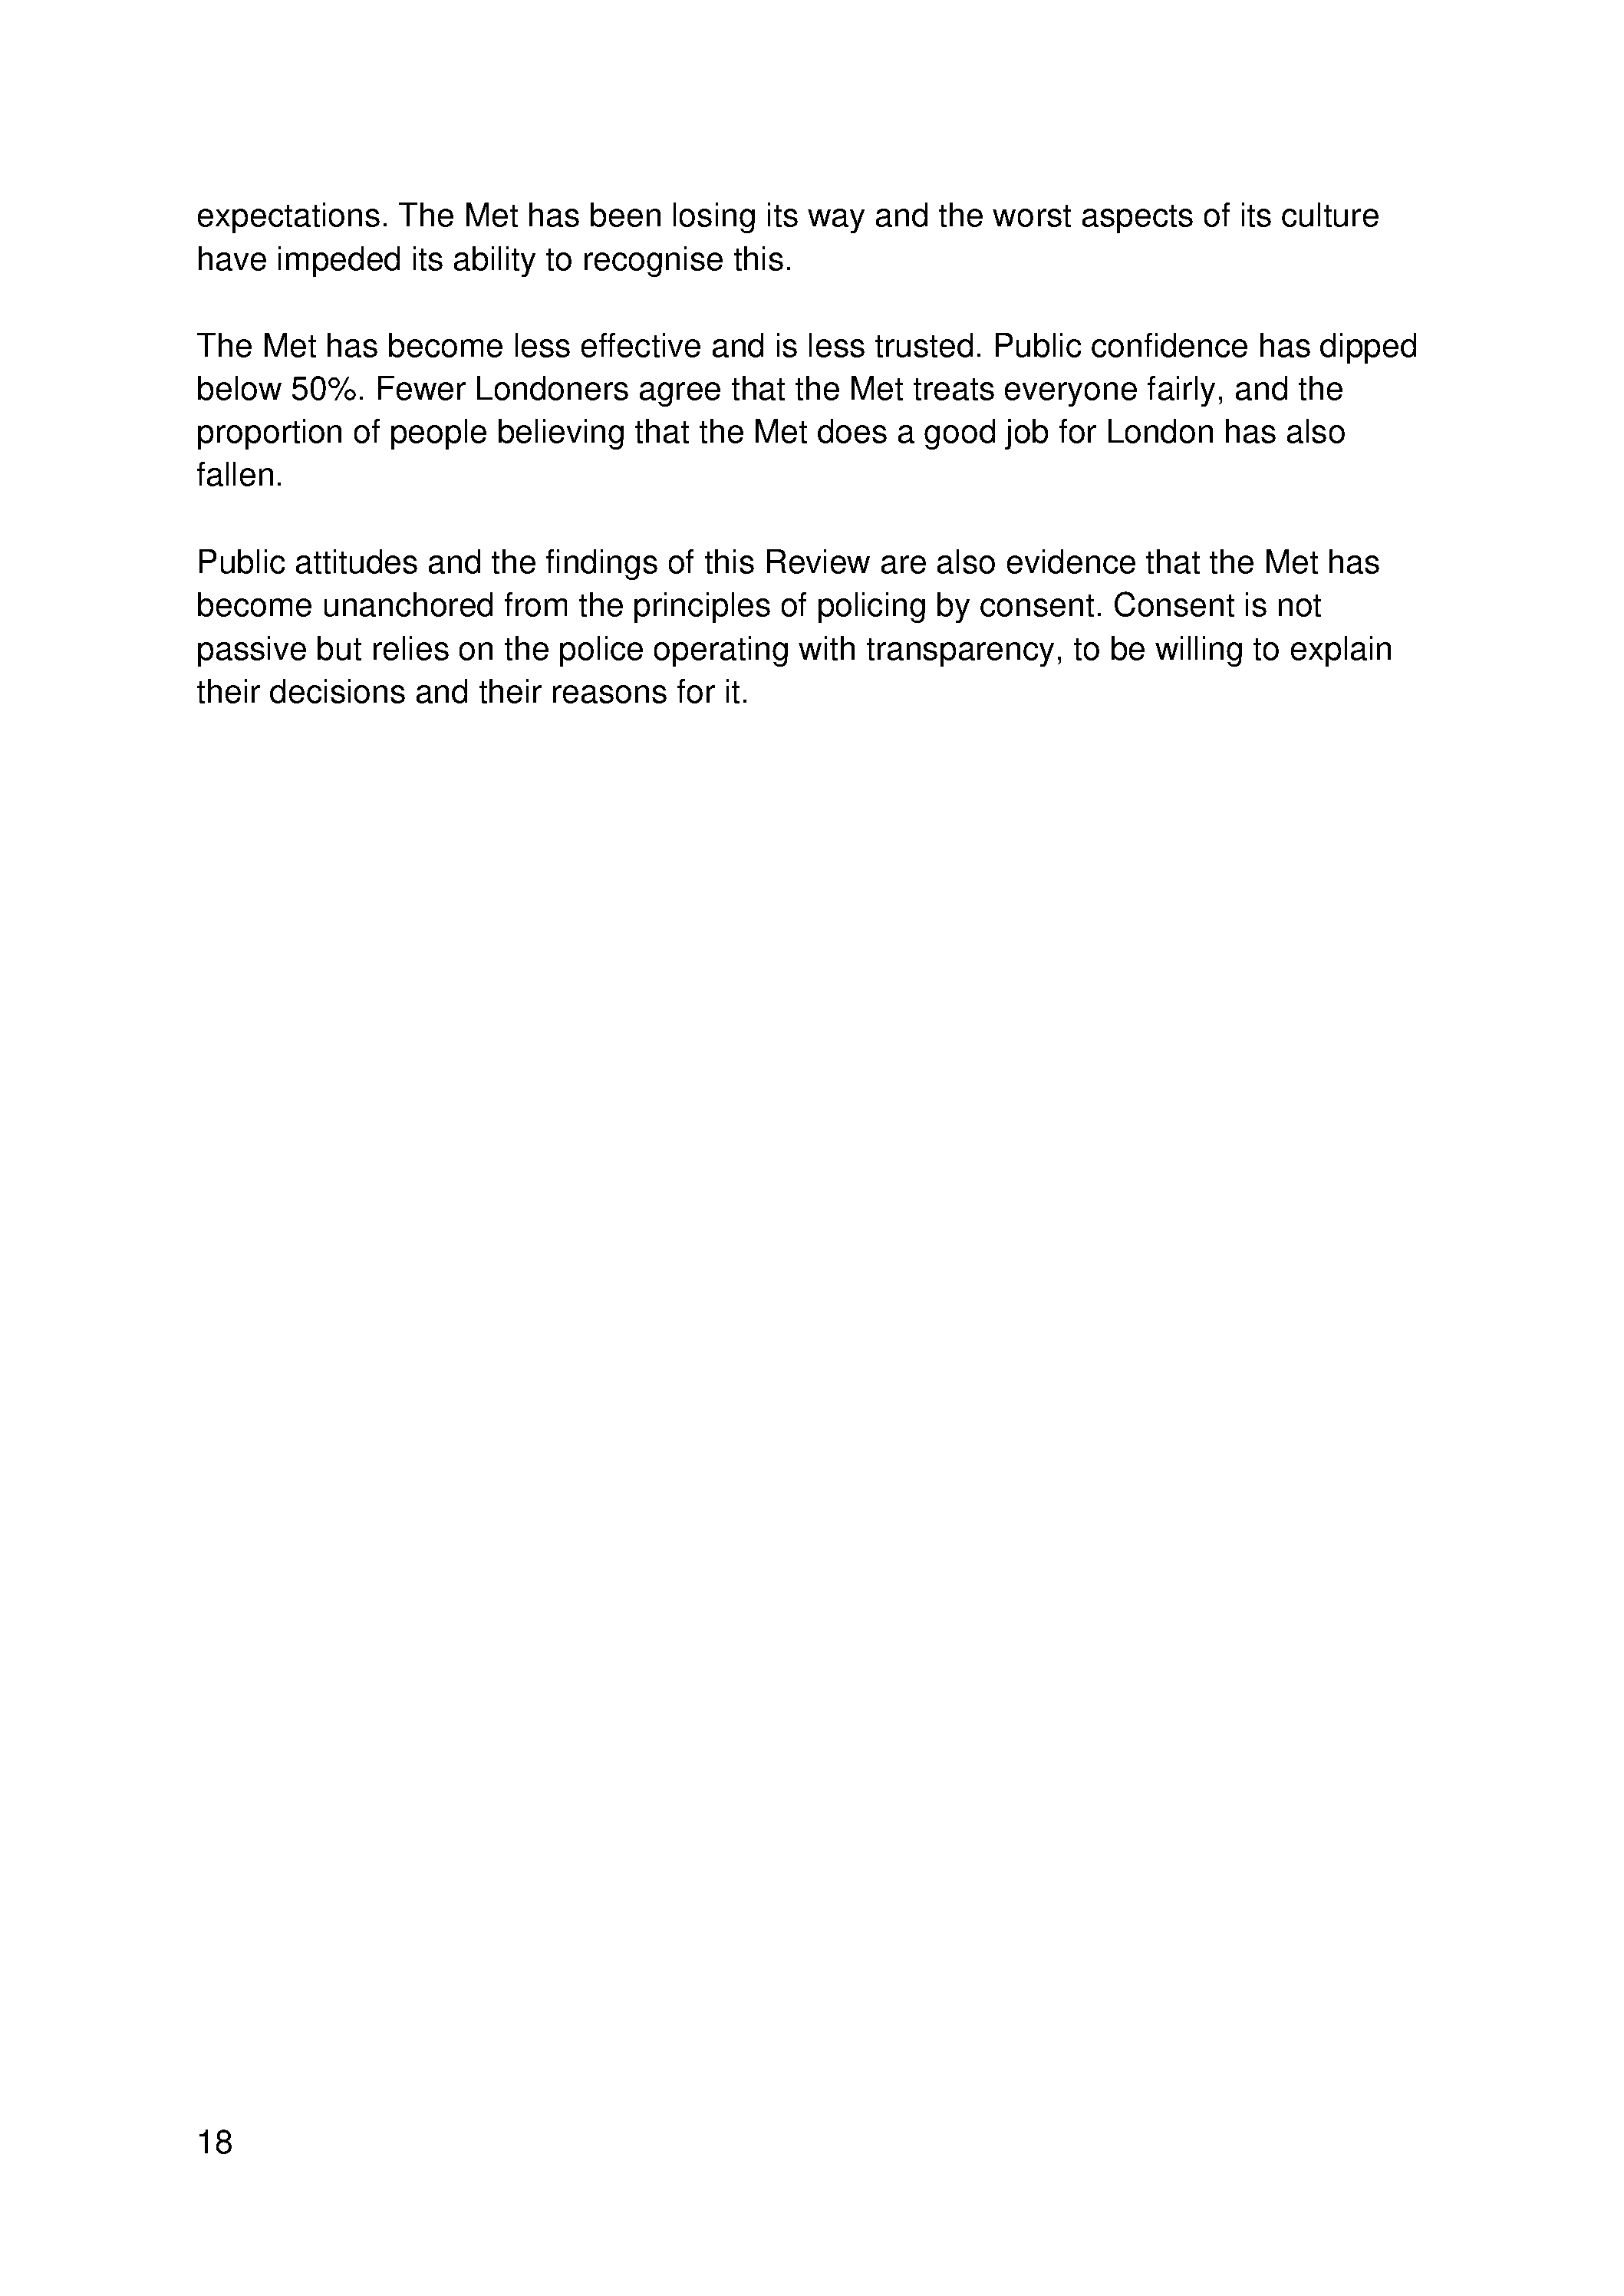 expectations. The Met has been losing its way and the worst aspects of its culture
have impeded its ability to recognise this.
The Met has become less effective and is less trusted. Public confidence has dipped
below 50%. Fewer Londoners agree that the Met treats everyone fairly, and the
proportion of people believing that the Met does a good job for London has also
fallen.
Public attitudes and the findings of this Review are also evidence that the Met has
become unanchored from the principles of policing by consent. Consent is not
passive but relies on the police operating with transparency, to be willing to explain
their decisions and their reasons for it.
18